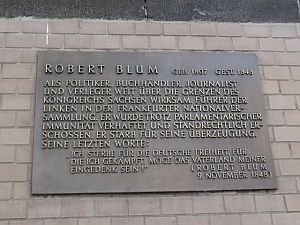 ROBERT BLUM GEB. 1807 GEST. 1848
ALS POLITIKER, BUCHHÄNDLER, JOURNALIST
UND VERLEGER WEIT ÜBER DIE GRENZEN DES
KÖNIGREICHS SACHSEN WIRKSAM. FÜHRER DER
LINKEN IN DER FRANKFURTER NATIONALVER-
SAMMLUNG. ER WURDE TROTZ PARLAMENTARISCHER
IMMUNITÄT VERHAFTET UND STANDRECHTLICH ER-
SCHOSSEN. ER STARB FÜR SEINE ÜBERZEUGUNG.
SEINE LETZTEN WORTE:
„ICH STERBE FÜR DIE DEUTSCHE FREIHEIT, FÜR
DIE ICH GEKÄMPFT. MÖGE DAS VATERLAND MEINER
EINGEDENK SEIN!“ (ROBERT BLUM
9. NOVEMBER 1848)